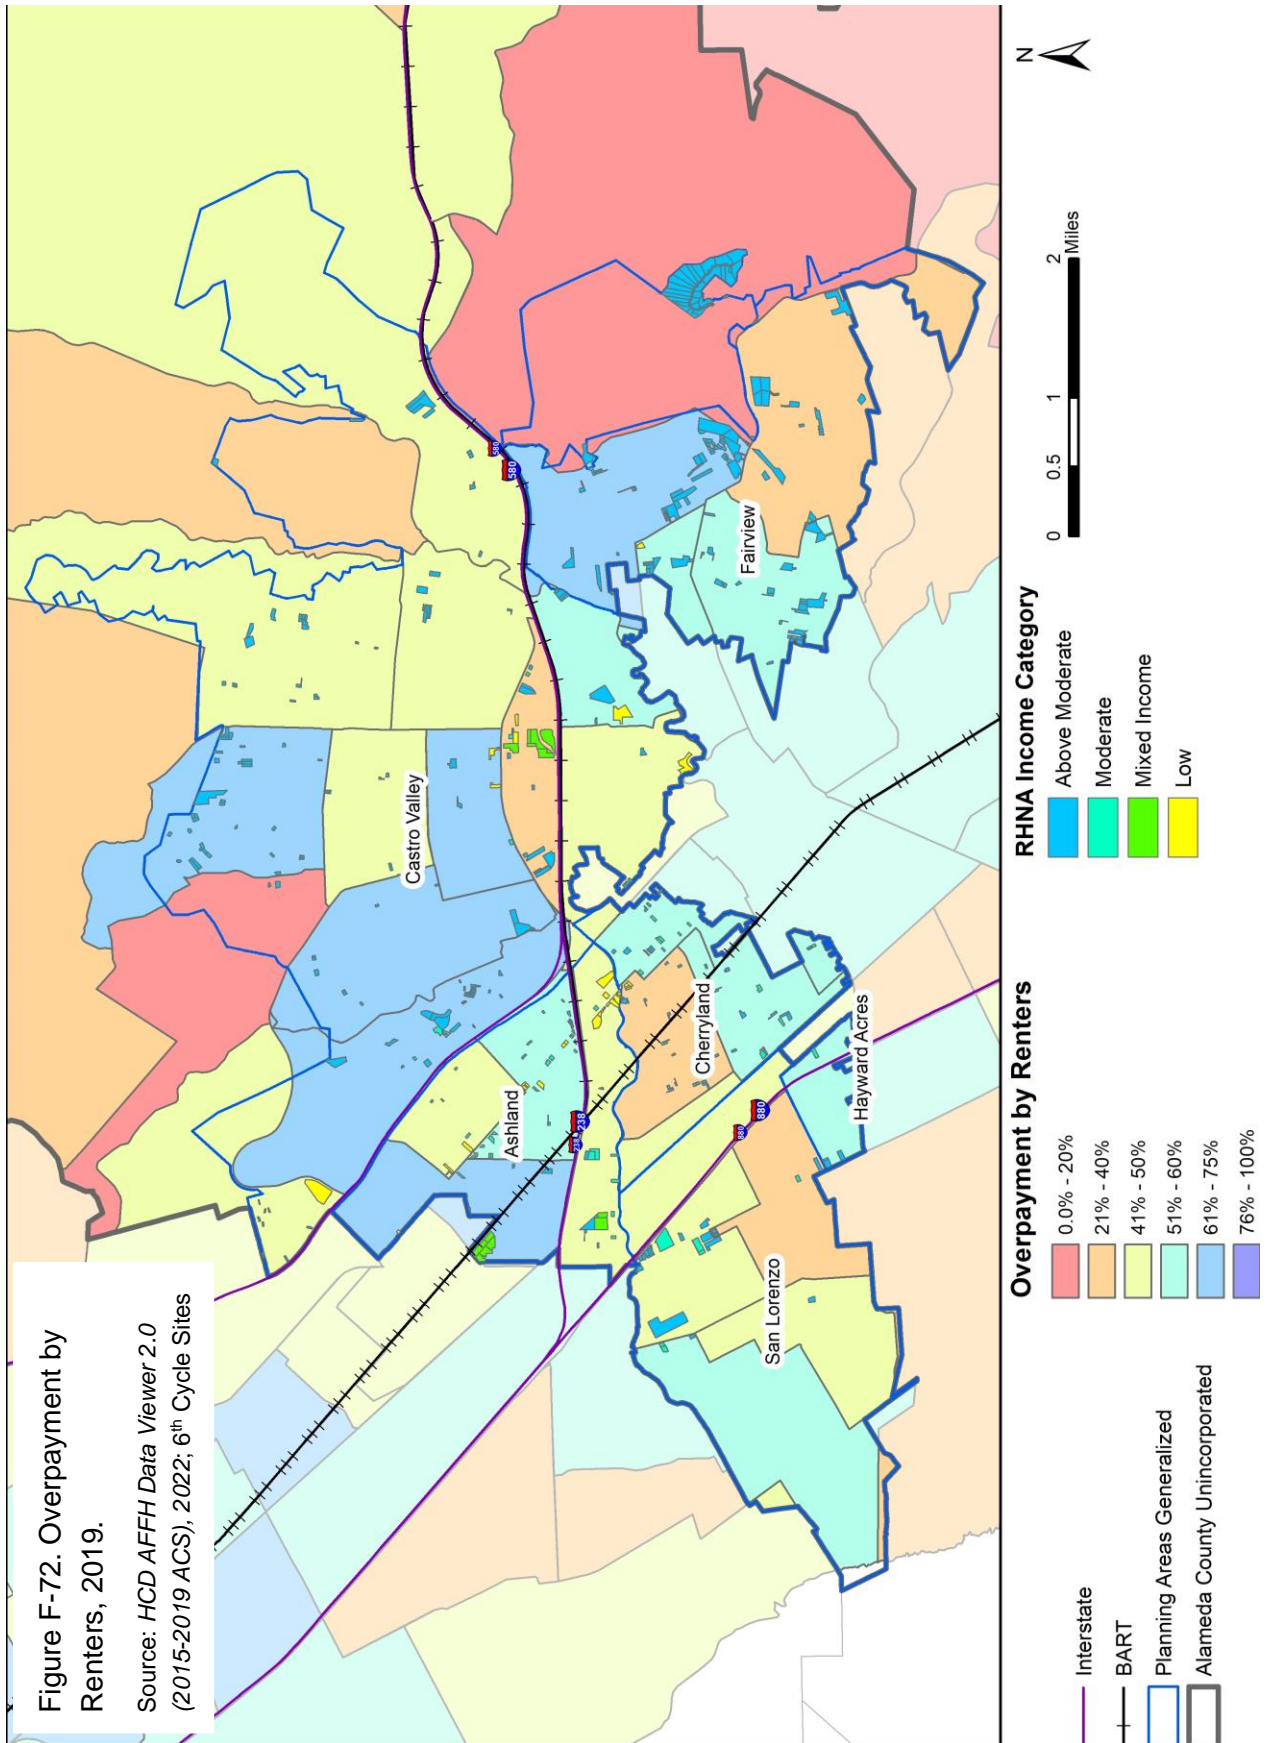 Figure F-72. Overpayment by
Renters, 2019.
Source: HCD AFFH Data Viewer 2.0
(2015-2019 ACS), 2022; 6th Cycle Sites
Castro Valley
580
580
Fairview
Ashland
238
238
Cherryland
880
880
Hayward Acres
San Lorenzo
N
Interstate
BART
Planning Areas Generalized
Alameda County Unincorporated
Overpayment by Renters
0.0% - 20%
21% - 40%
41% - 50%
51% - 60%
61% - 75%
76% - 100%
RHNA Income Category
Above Moderate
Moderate
Mixed Income
Low
0 0.5 1 2
Miles